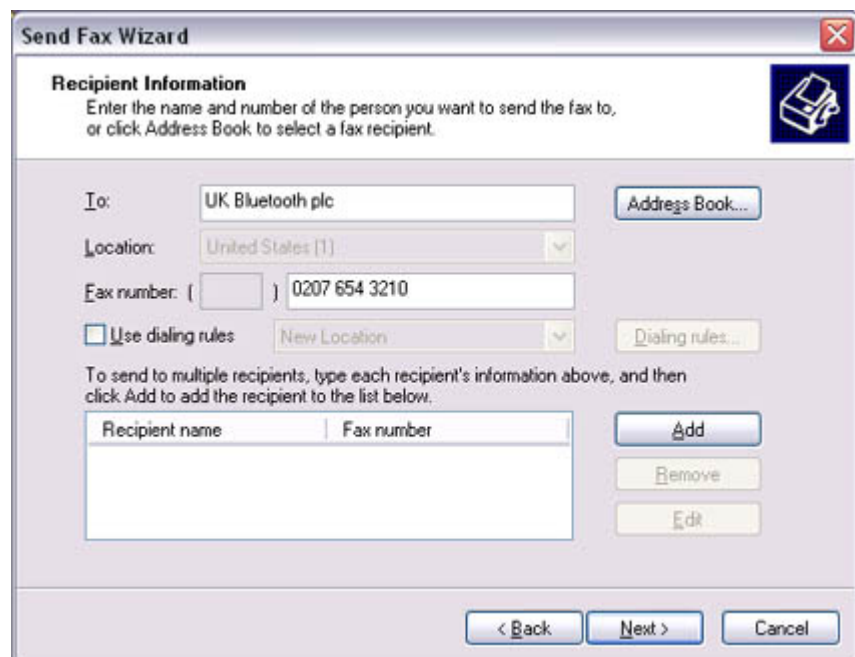 Send Fax Wizard
Recipient Information
Enter the name and number of the person you want to send the fax to,
or click Address Book to select a fax recipient.
To: UK Bluetooth plc Address Book...
Location: United States (1)
Fax number: ( ) 0207 654 3210
Use dialing rules New Location Dialing rules...
To send to multiple recipients, type each recipient's information above, and then
click Add to add the recipient to the list below.
Recipient name Fax number Add
Remove
Edit
< Back Next > Cancel